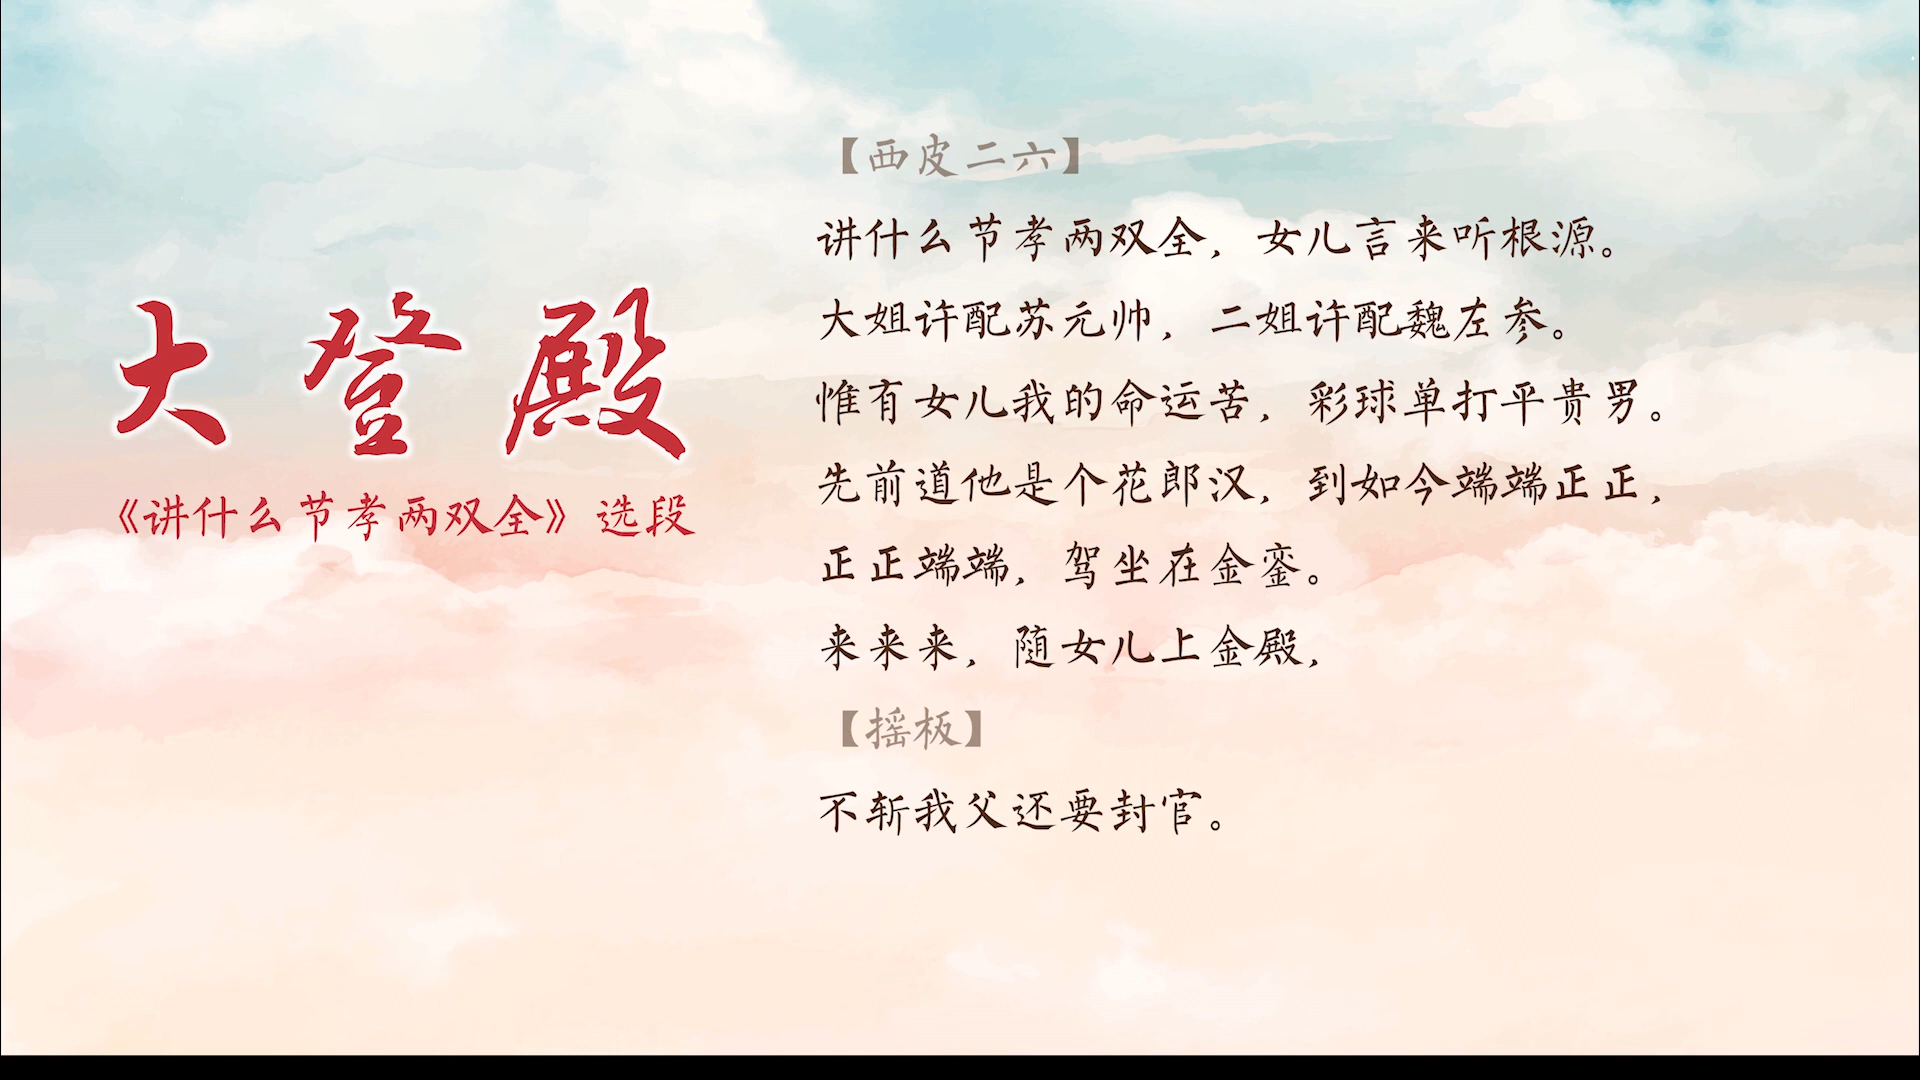 大登殿
《讲什么节孝两双全》选段
【西皮二六】
讲什么节孝两双全，女儿言来听根源。
大姐许配苏元帅，二姐许配魏左参。
惟有女儿我的命运苦，彩球单打平贵男。
先前道他是个花郎汉，到如今端端正正，
正正端端，驾坐在金銮。
来来来，随女儿上金殿，
【摇板】
不斩我父还要封官。